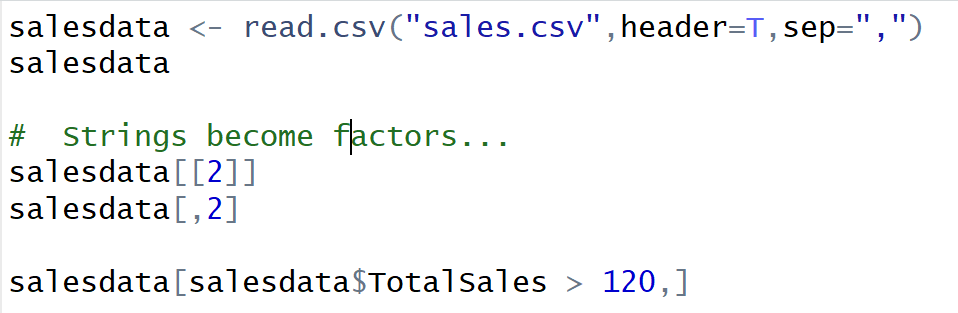 salesdata <- read.csv("sales.csv",header=T,sep=",")
salesdata
#  Strings become factors...
salesdata[[2]]
salesdata[,2]
salesdata[salesdata$TotalSales > 120,]